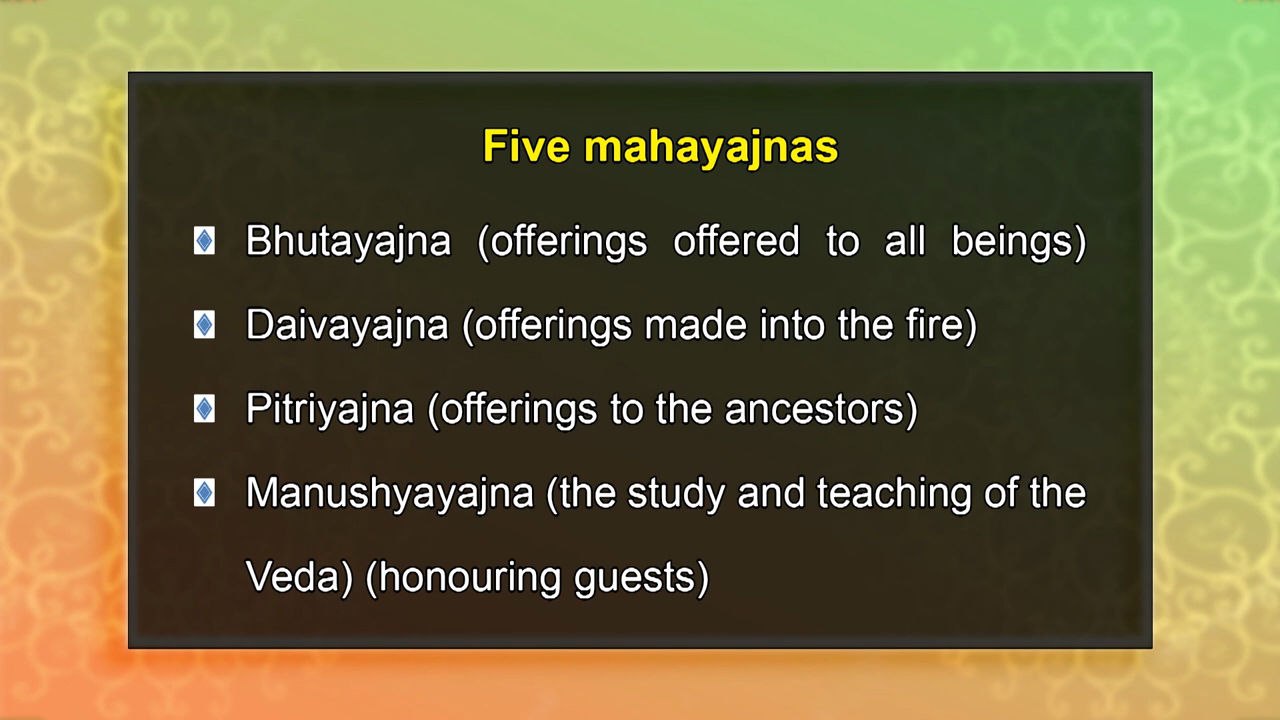 Five mahayajnas
Bhutayajna (offerings offered to all beings)
Daivayajna (offerings made into the fire)
Pitriyajna (offerings to the ancestors)
Manushyayajna (the study and teaching of the
Veda) (honouring guests)